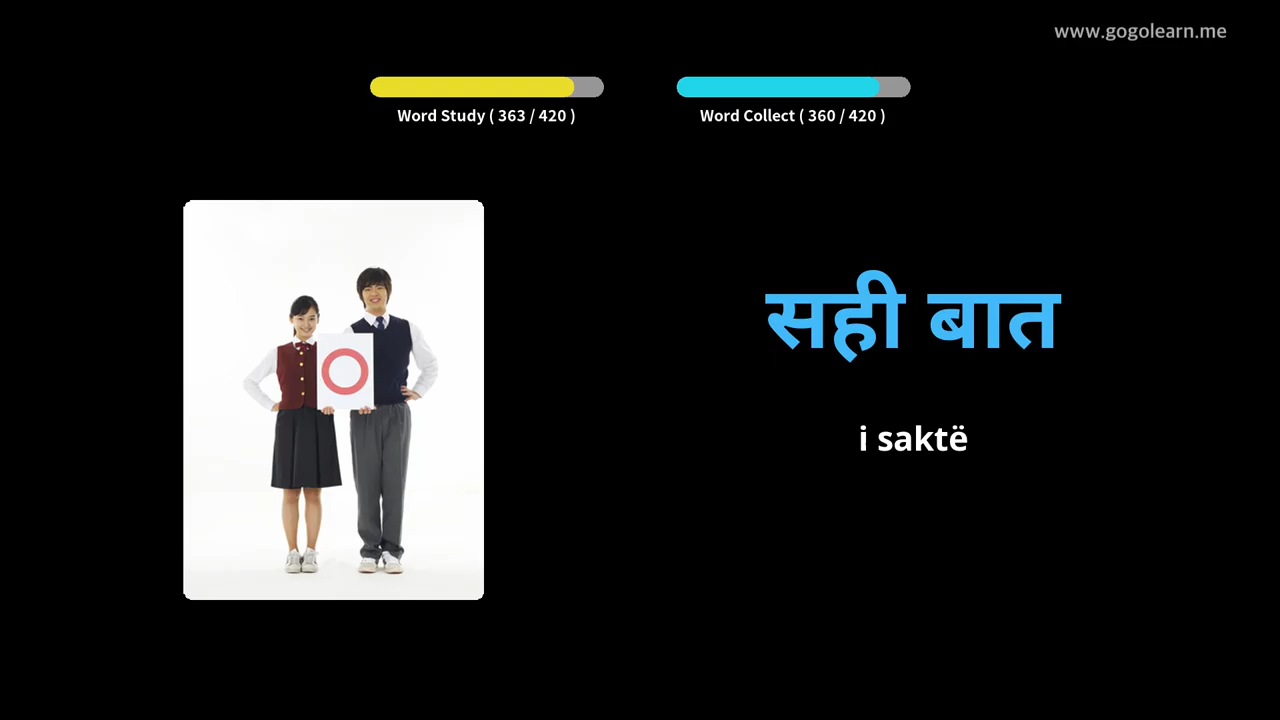 www.gogolearn.me
Word Study ( 363 / 420 )
Word Collect ( 360 / 420 )
सही बात
i saktë